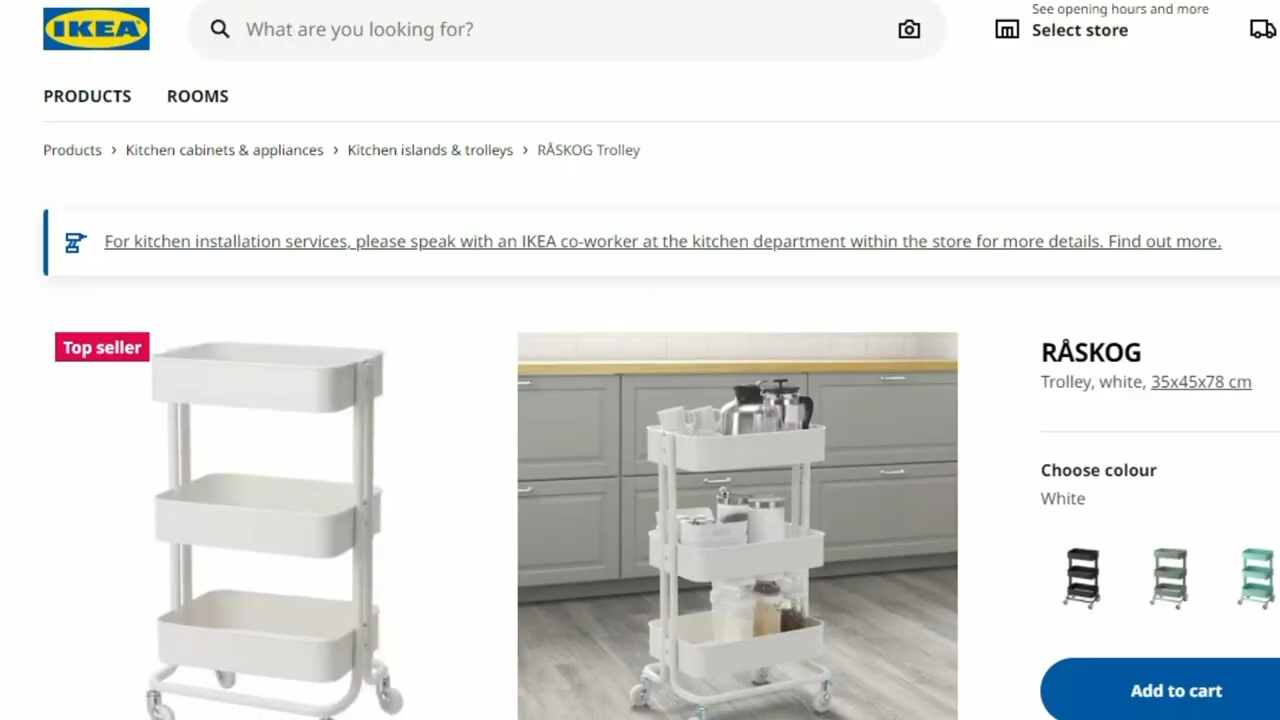 IKEA
What are you looking for?
See opening hours and more
Select store
PRODUCTS
ROOMS
Products › Kitchen cabinets & appliances › Kitchen islands & trolleys › RÅSKOG Trolley
For kitchen installation services, please speak with an IKEA co-worker at the kitchen department within the store for more details. Find out more.
Top seller
RÅSKOG
Trolley, white, 35x45x78 cm
Choose colour
White
Add to cart